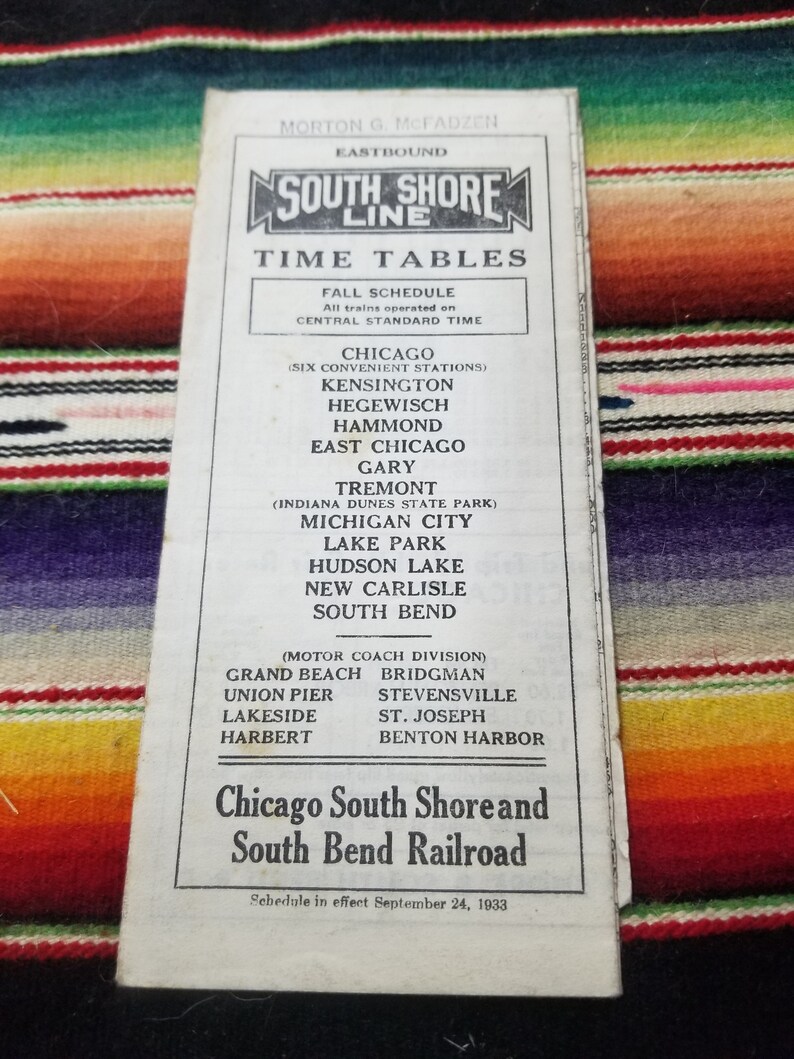 MORTON G. McFADZEN
EASTBOUND
SOUTH SHORE
LINE
TIME TABLES
FALL SCHEDULE
All trains operated on
CENTRAL STANDARD TIME
CHICAGO
(SIX CONVENIENT STATIONS)
KENSINGTON
HEGEWISCH
HAMMOND
EAST CHICAGO
GARY
TREMONT
(INDIANA DUNES STATE PARK)
MICHIGAN CITY
LAKE PARK
HUDSON LAKE
NEW CARLISLE
SOUTH BEND
(MOTOR COACH DIVISION)
GRAND BEACH BRIDGMAN
UNION PIER STEVENSVILLE
LAKESIDE ST. JOSEPH
HARBERT BENTON HARBOR
Chicago South Shore and
South Bend Railroad
Schedule in effect September 24, 1933